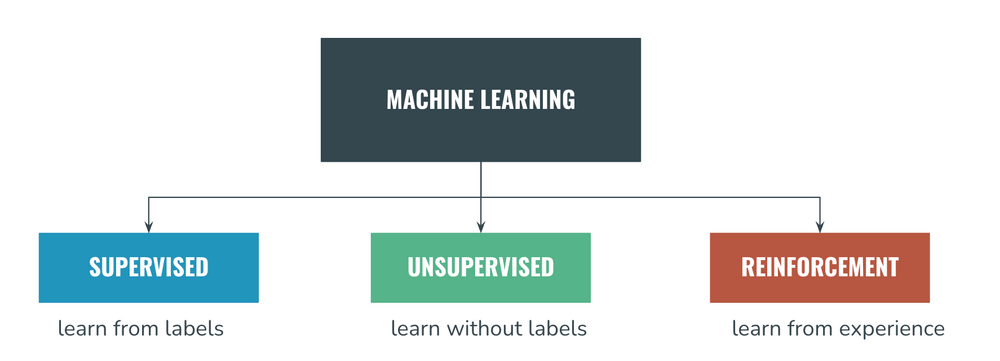 MACHINE LEARNING
SUPERVISED
UNSUPERVISED
REINFORCEMENT
learn from labels
learn without labels
learn from experience